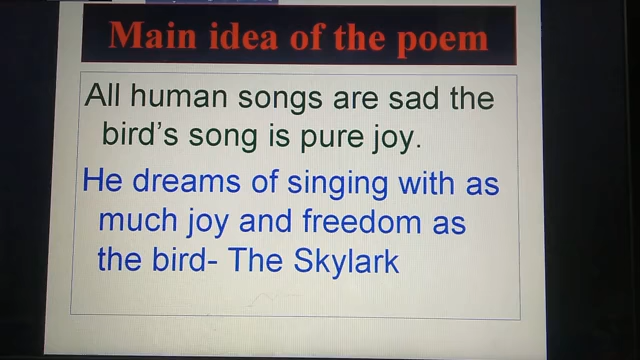 Main idea of the poem
All human songs are sad the
bird's song is pure joy.
He dreams of singing with as
much joy and freedom as
the bird- The Skylark